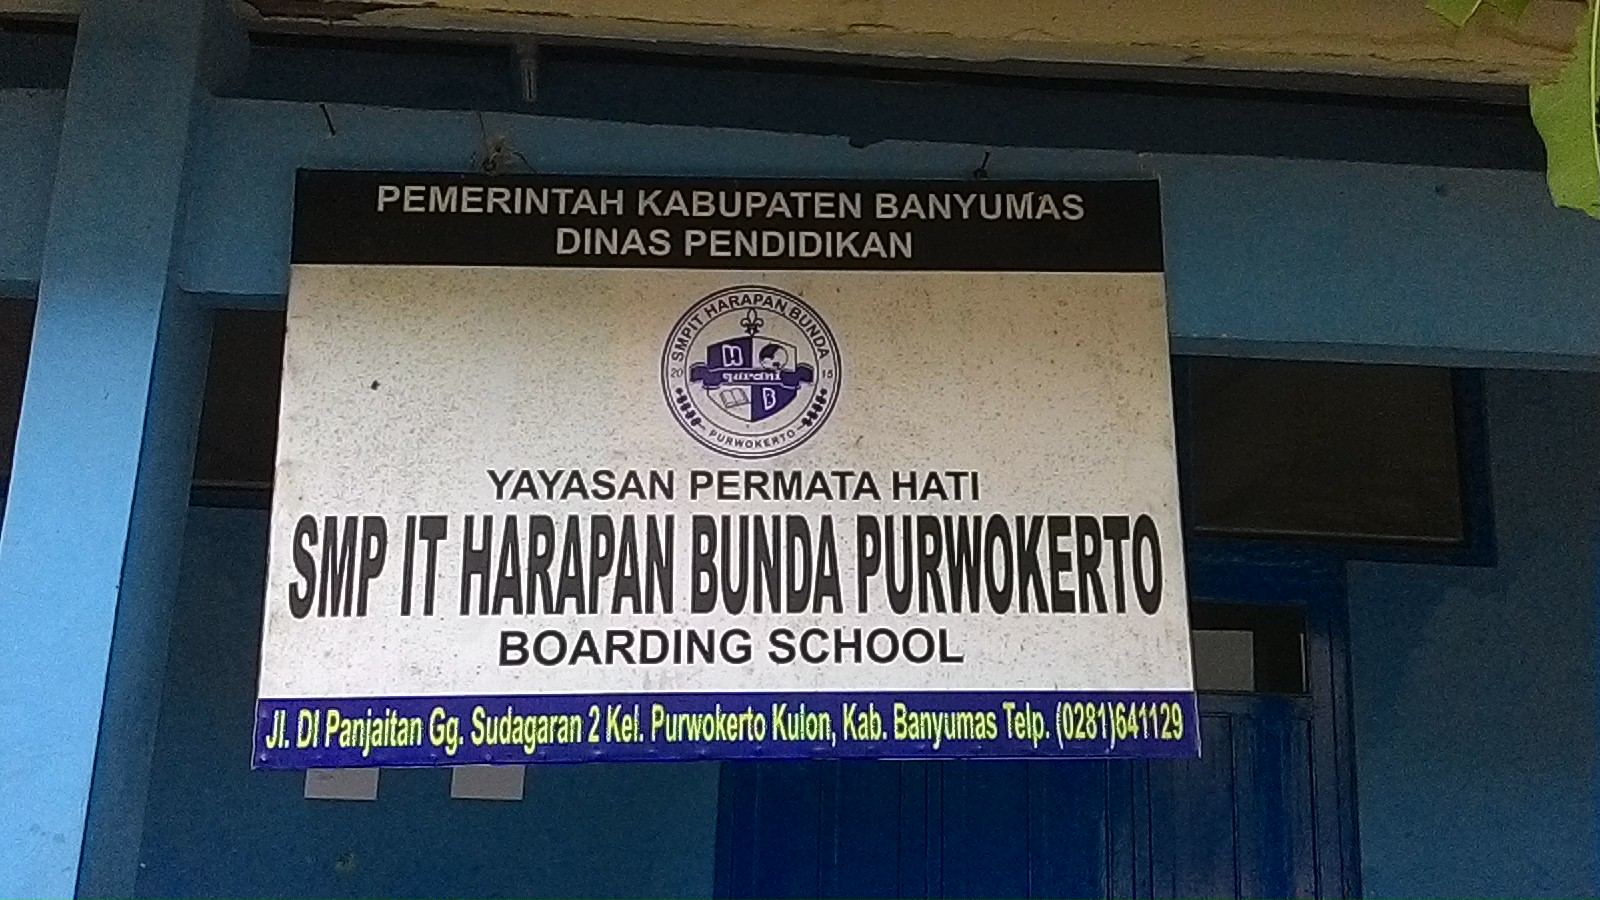 PEMERINTAH KABUPATEN BANYUMAS
DINAS PENDIDIKAN
SMPIT HARAPAN BUNDA
20 15
H
qurani
B
PURWOKERTO
YAYASAN PERMATA HATI
SMP IT HARAPAN BUNDA PURWOKERTO
BOARDING SCHOOL
Jl. DI Panjaitan Gg. Sudagaran 2 Kel. Purwokerto Kulon, Kab. Banyumas Telp. (0281)641129